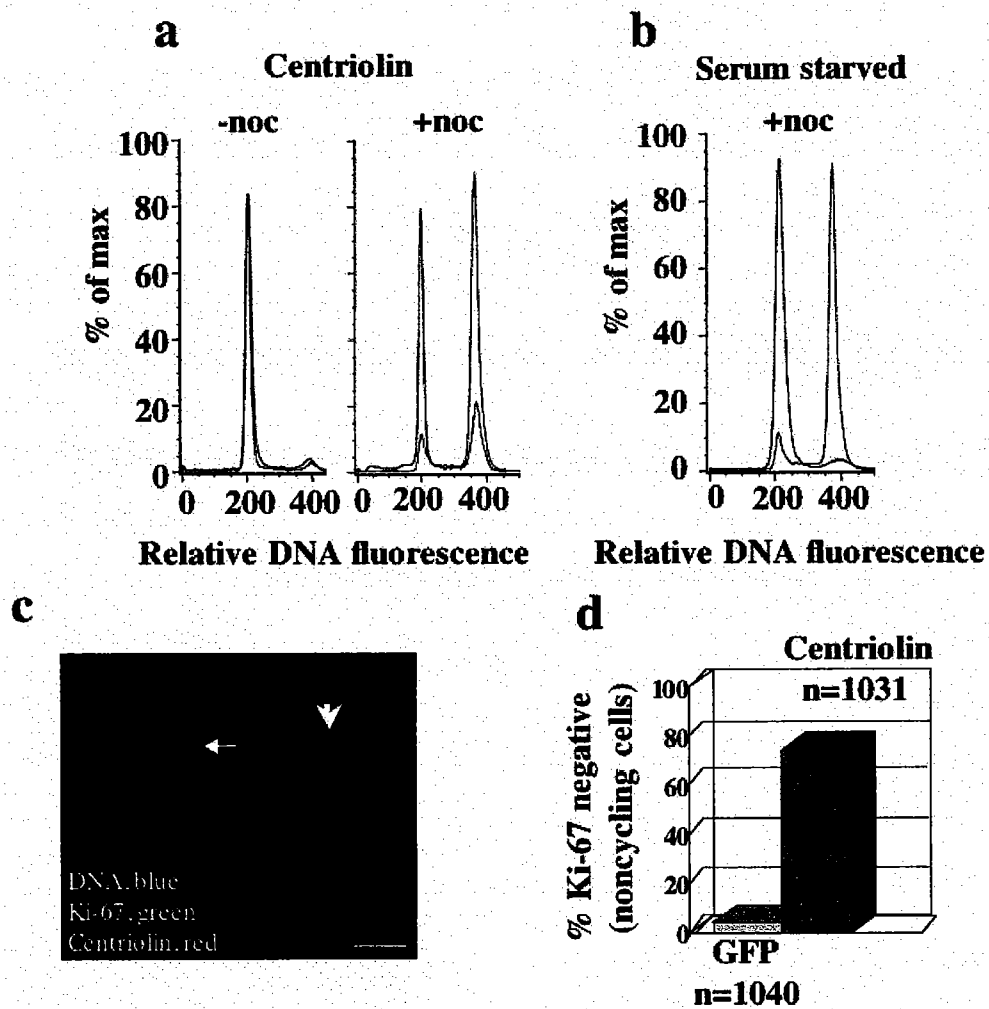 a
Centriolin
-noc
+noc
% of max
100
80
60
40
20
0
0 200 400
0 200 400
Relative DNA fluorescence
b
Serum starved
+noc
% of max
100
80
60
40
20
0
0 200 400
Relative DNA fluorescence
c
DNA.blue
Ki-67.green
Centriolin.red
d
% Ki-67 negative
(noncycling cells)
100
80
60
40
20
0
Centriolin
n=1031
GFP
n=1040